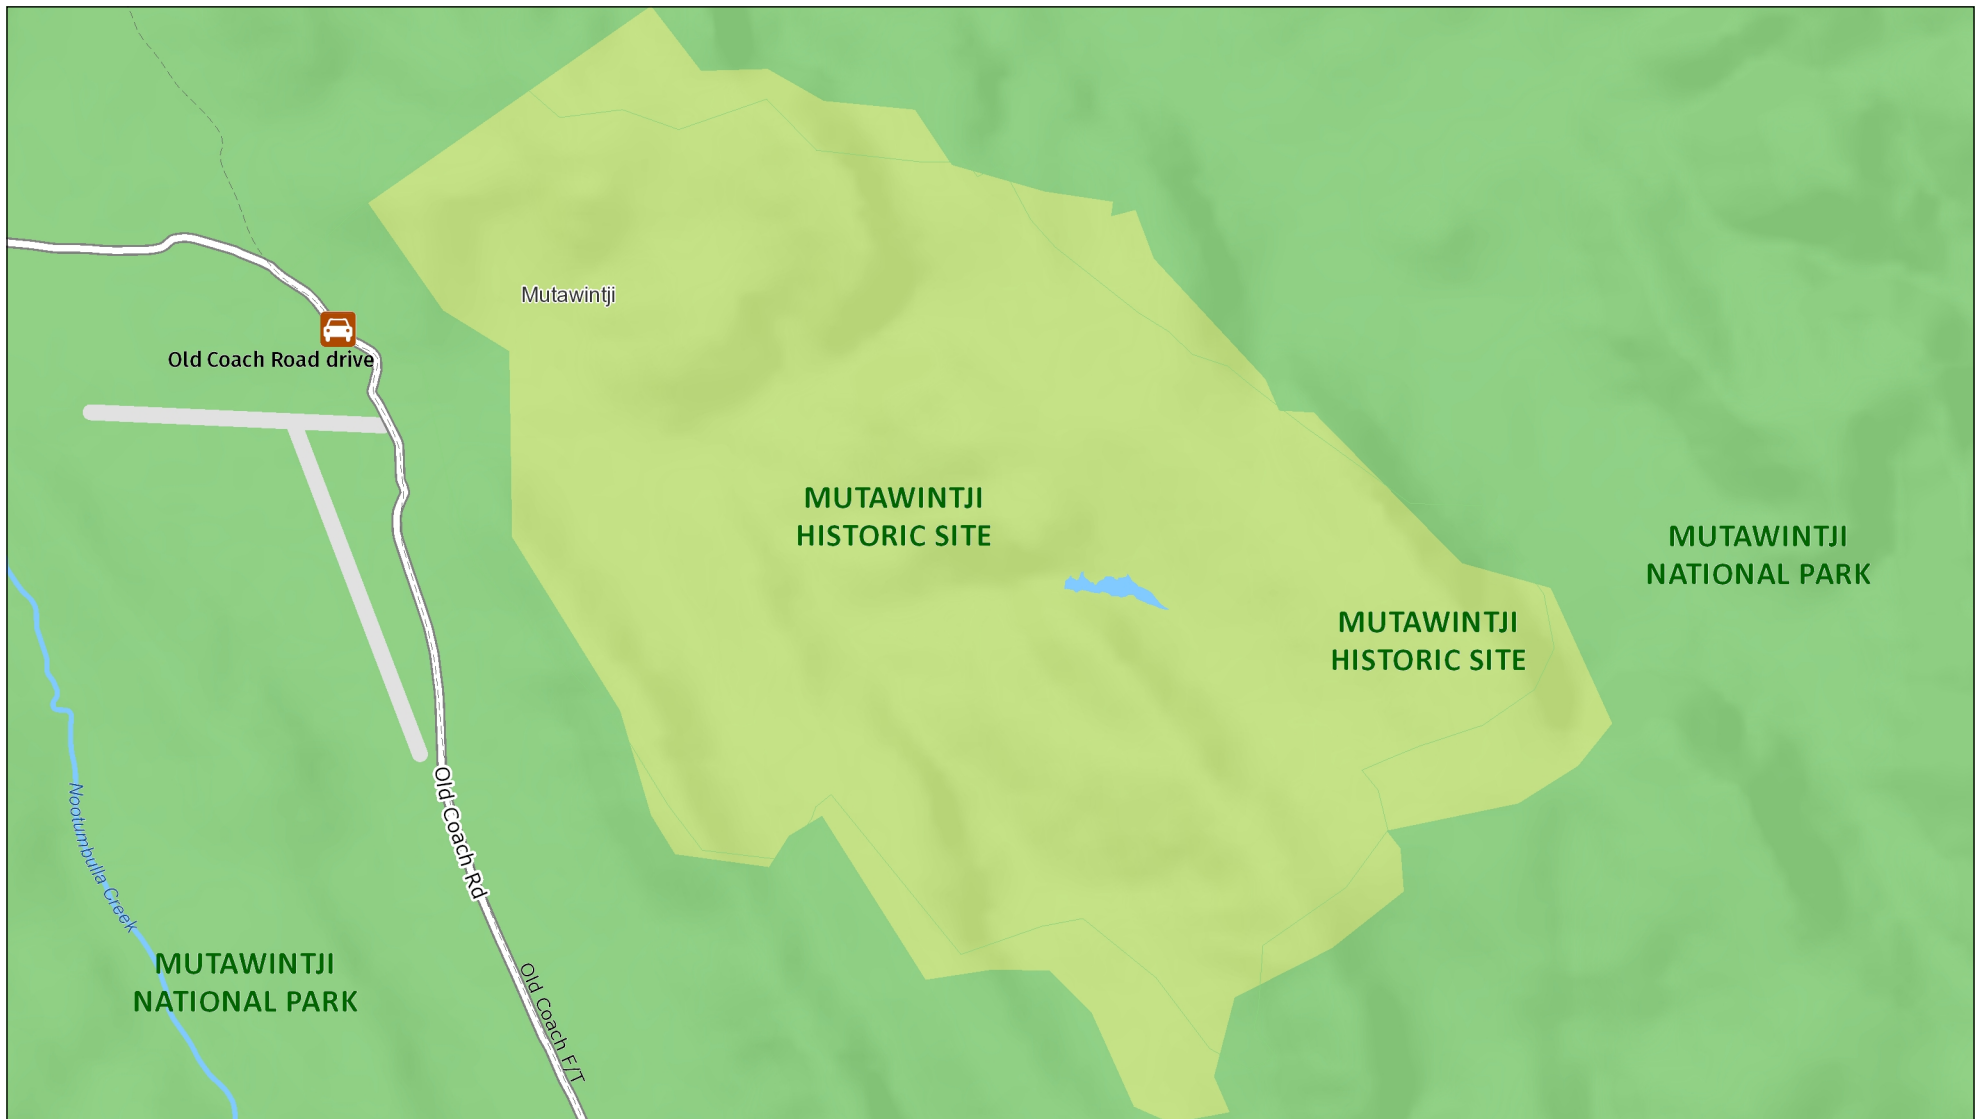 Mutawintji
Old Coach Road drive
MUTAWINTJI
HISTORIC SITE
MUTAWINTJI
NATIONAL PARK
MUTAWINTJI
HISTORIC SITE
Old Coach Rd
Nootumbulla Creek
MUTAWINTJI
NATIONAL PARK
Old Coach F/T